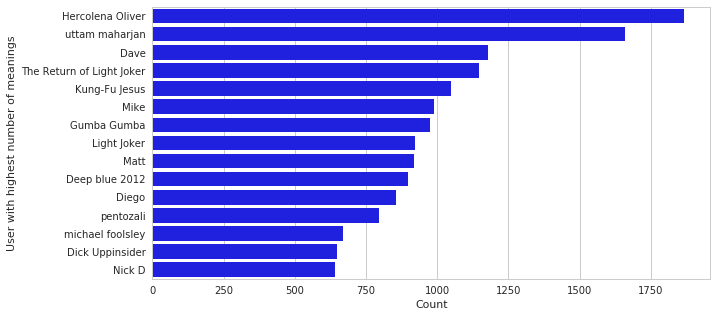 User with highest number of meanings
Hercolena Oliver
uttam maharjan
Dave
The Return of Light Joker
Kung-Fu Jesus
Mike
Gumba Gumba
Light Joker
Matt
Deep blue 2012
Diego
pentozali
michael foolsley
Dick Uppinsider
Nick D
0 250 500 750 1000 1250 1500 1750
Count